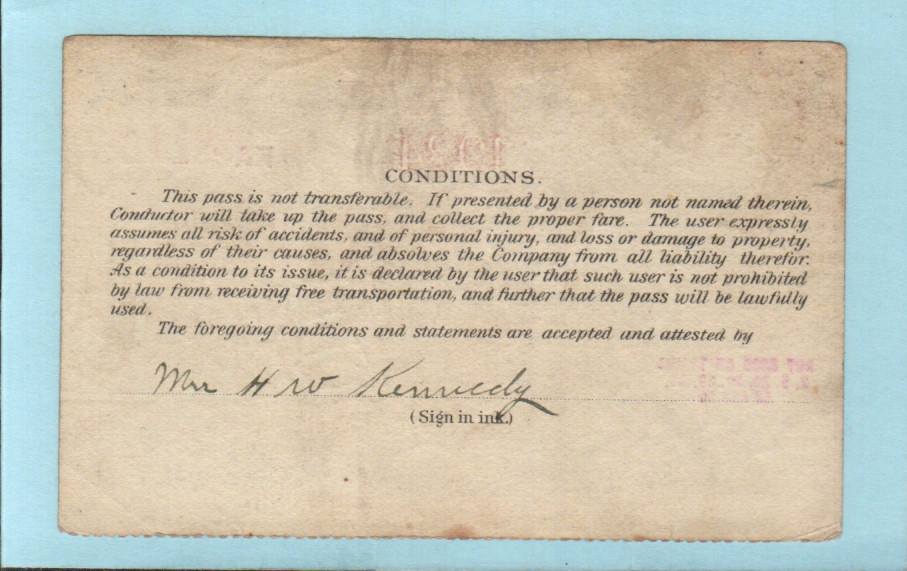 CONDITIONS.
This pass is not transferable. If presented by a person not named therein,
Conductor will take up the pass, and collect the proper fare. The user expressly
assumes all risk of accidents, and of personal injury, and loss or damage to property,
regardless of their causes, and absolves the Company from all liability therefor.
As a condition to its issue, it is declared by the user that such user is not prohibited
by law from receiving free transportation, and further that the pass will be lawfully
used.
The foregoing conditions and statements are accepted and attested by
Mrs H W Kennedy
(Sign in ink.)